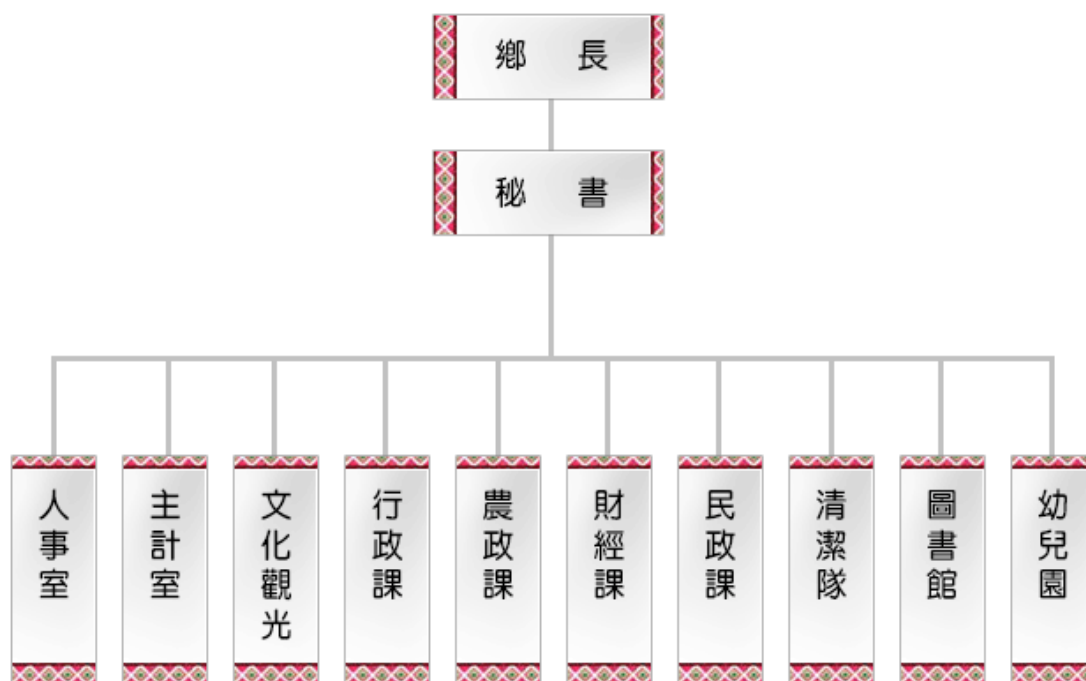 鄉長
秘書
人事室
主計室
文化觀光
行政課
農政課
財經課
民政課
清潔隊
圖書館
幼兒園